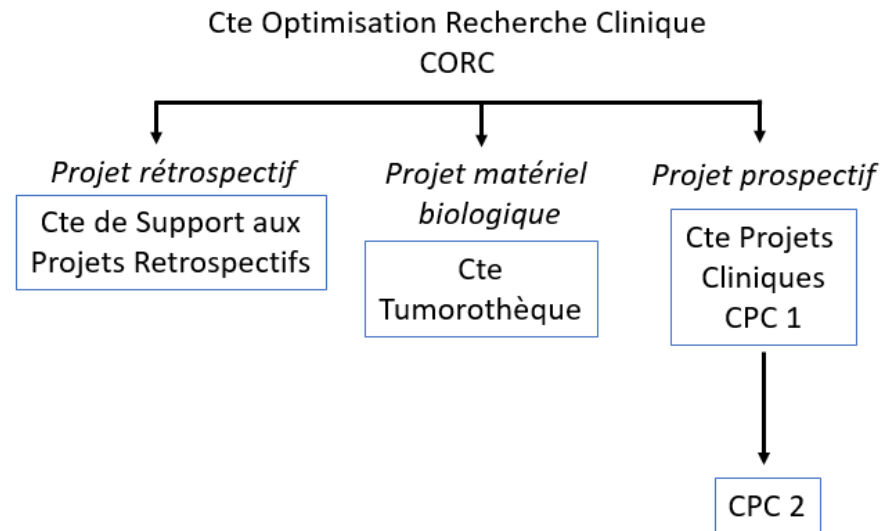 Cte Optimisation Recherche Clinique
CORC
Projet rétrospectif
Cte de Support aux
Projets Retrospectifs
Projet matériel
biologique
Cte
Tumorothèque
Projet prospectif
Cte Projets
Cliniques
CPC 1
CPC 2